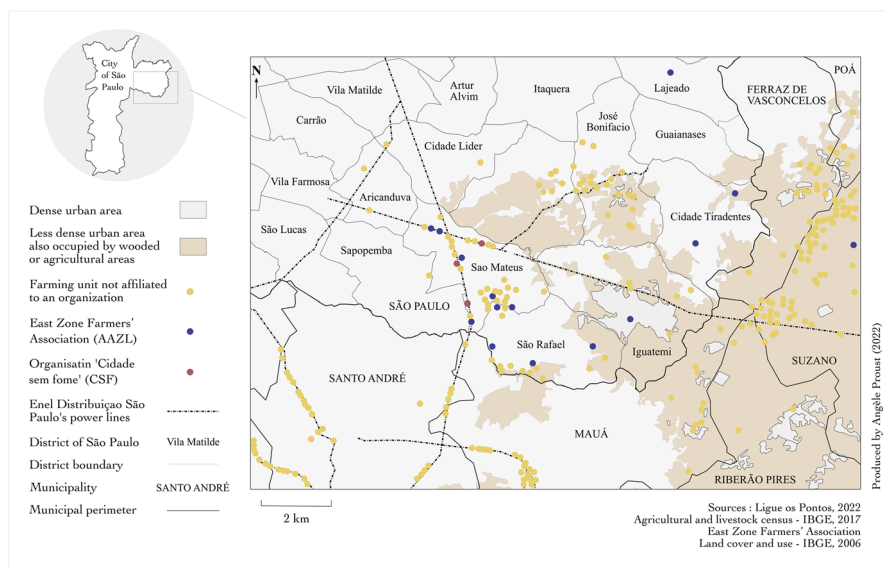 City
of São
Paulo
Dense urban area
Less dense urban area
also occupied by wooded
or agricultural areas
Farming unit not affiliated
to an organization
East Zone Farmers'
Association (AAZL)
Organisatin 'Cidade
sem fome' (CSF)
Enel Distribuiçao São
Paulo's power lines
District of São Paulo
Vila Matilde
District boundary
Municipality
SANTO ANDRÉ
Municipal perimeter
2 km
N
Vila Matilde
Artur
Alvim
Itaquera
Lajeado
POÁ
FERRAZ DE
VASCONCELOS
Carrão
José
Bonifacio
Guaianases
Cidade Lider
Vila Farmosa
Aricanduva
Cidade Tiradentes
São Lucas
Sapopemba
Sao Mateus
SÃO PAULO
São Rafael
Iguatemi
SUZANO
SANTO ANDRÉ
MAUÁ
RIBERÃO PIRES
Produced by Angèle Proust (2022)
Sources : Ligue os Pontos, 2022
Agricultural and livestock census - IBGE, 2017
East Zone Farmers' Association
Land cover and use - IBGE, 2006